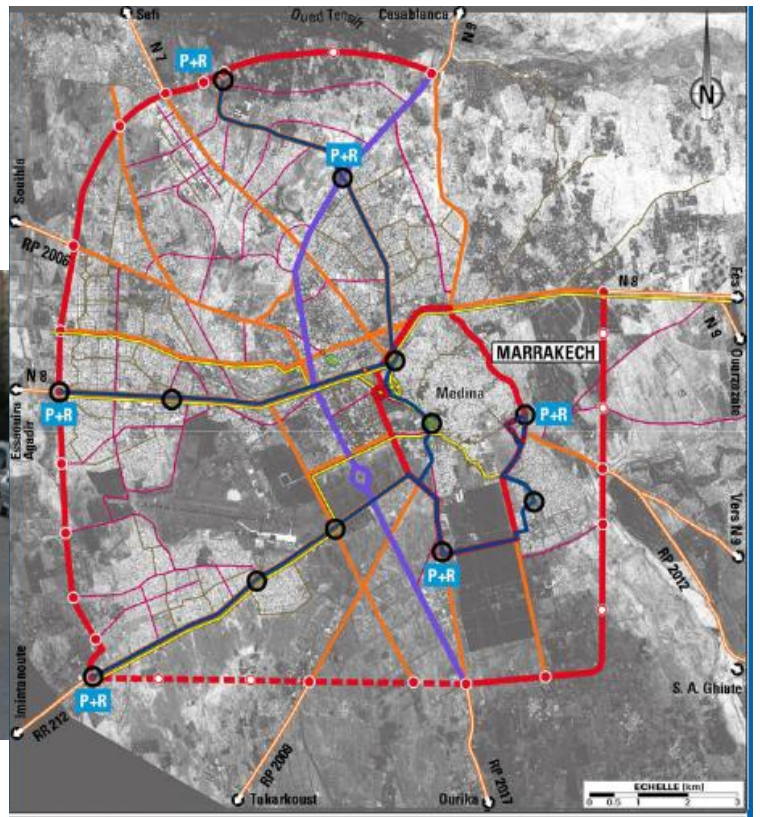 Safi
Oued Tensift
Casablanca
N 7
N 9
P+R
N
P+R
Souihla
RP 2006
N 8
Fes
MARRAKECH
N 9
Ouarzazate
N 8
Medina
P+R
P+R
Essaouira
Agadir
Vers N 9
P+R
RP 2012
S. A. Ghiate
P+R
Imintanoute
RR 212
RP 2009
RP 2017
Taharkoust
Ourika
ECHELLE (km)
0 0.5 1 2 3